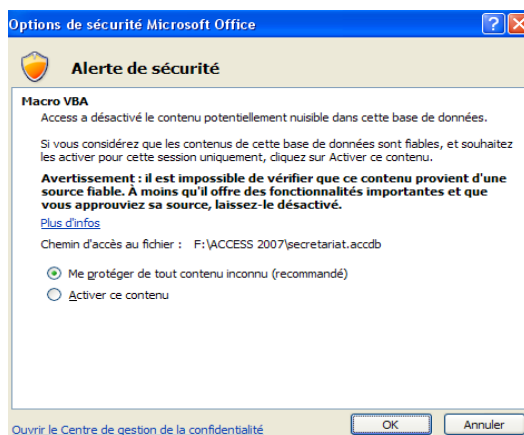 Options de sécurité Microsoft Office
Alerte de sécurité
Macro VBA
Access a désactivé le contenu potentiellement nuisible dans cette base de données.
Si vous considérez que les contenus de cette base de données sont fiables, et souhaitez
les activer pour cette session uniquement, cliquez sur Activer ce contenu.
Avertissement : il est impossible de vérifier que ce contenu provient d'une
source fiable. À moins qu'il offre des fonctionnalités importantes et que
vous approuviez sa source, laissez-le désactivé.
Plus d'infos
Chemin d'accès au fichier : F:\ACCESS 2007\secretariat.accdb
Me protéger de tout contenu inconnu (recommandé)
Activer ce contenu
Ouvrir le Centre de gestion de la confidentialité
OK
Annuler